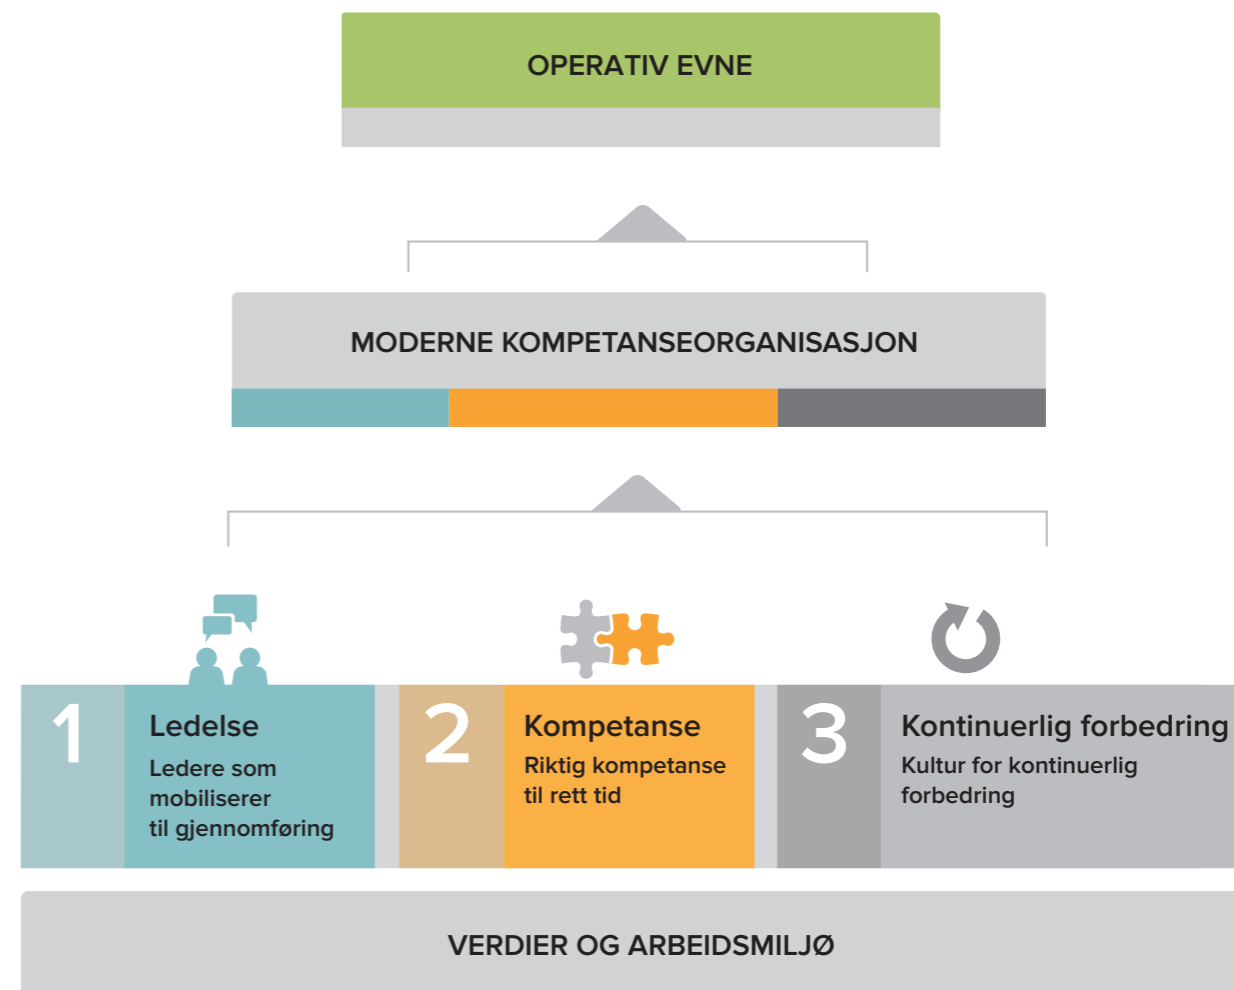 OPERATIV EVNE
MODERNE KOMPETANSEORGANISASJON
1
Ledelse
Ledere som
mobiliserer
til gjennomføring
2
Kompetanse
Riktig kompetanse
til rett tid
3
Kontinuerlig forbedring
Kultur for kontinuerlig
forbedring
VERDIER OG ARBEIDSMILJØ